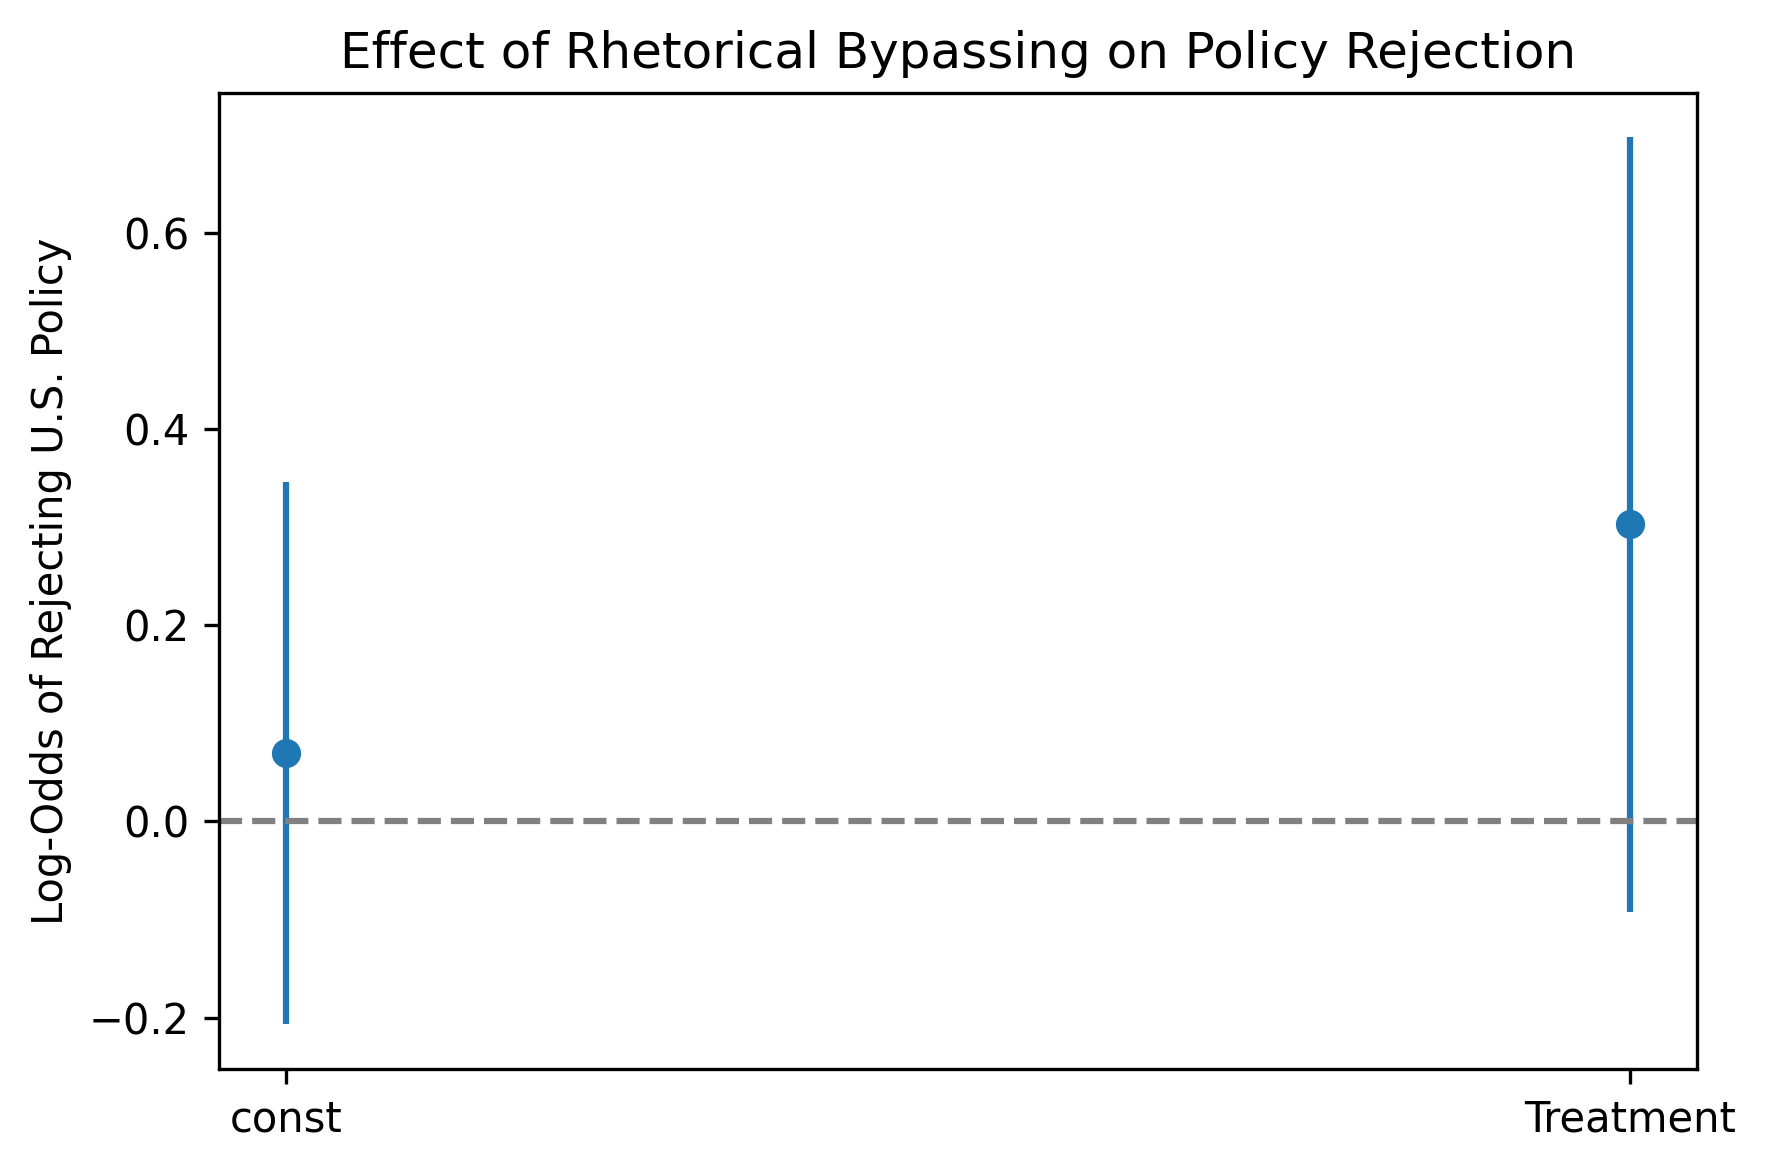 Effect of Rhetorical Bypassing on Policy Rejection
Log-Odds of Rejecting U.S. Policy
0.6
0.4
0.2
0.0
−0.2
const
Treatment